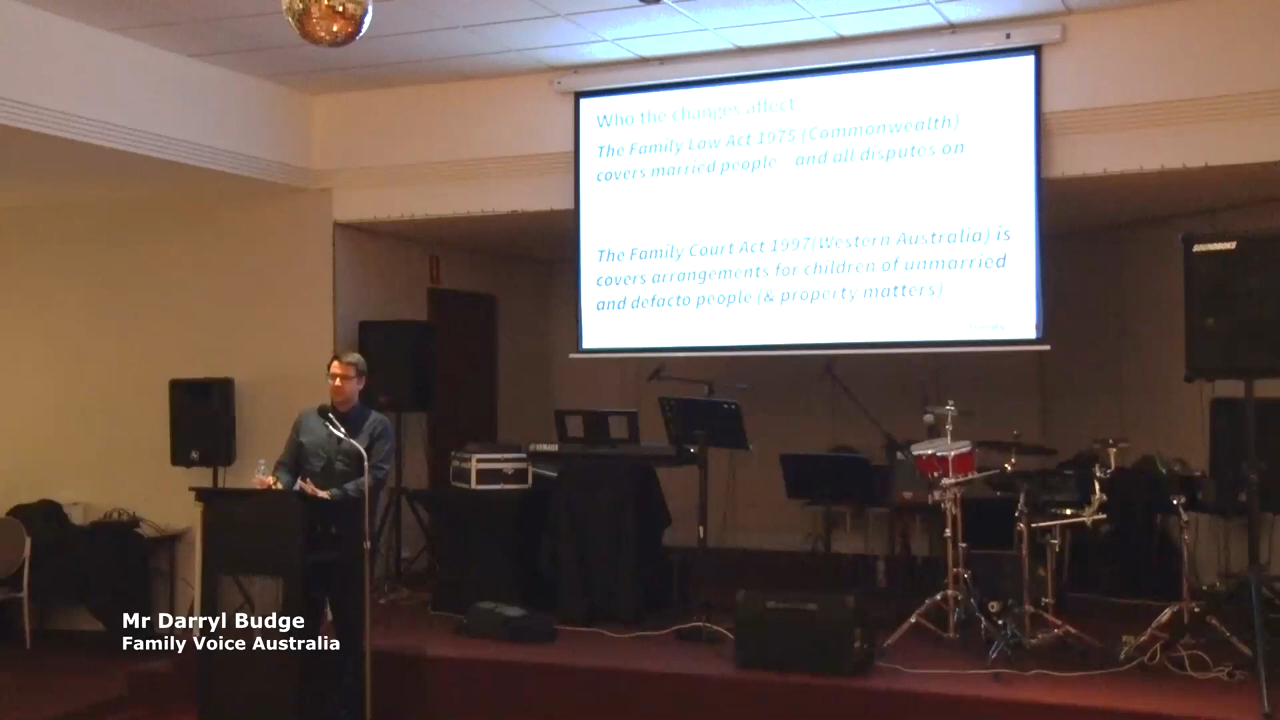 Who the changes affect
The Family Law Act 1975 (Commonwealth)
covers married people and all disputes on
The Family Court Act 1997(Western Australia) is
covers arrangements for children of unmarried
and defacto people (& property matters)
YAMAHA
Mr Darryl Budge
Family Voice Australia